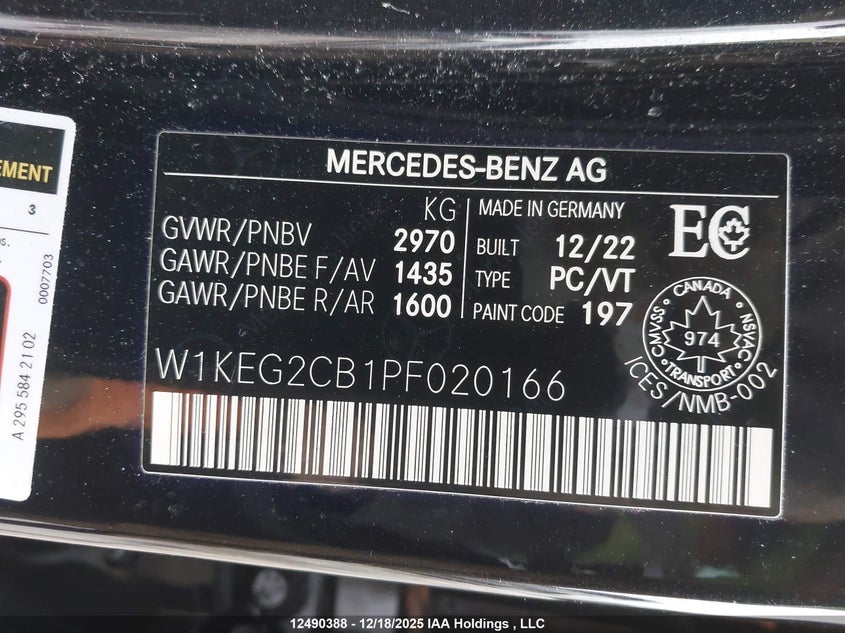 MERCEDES-BENZ AG
KG
GVWR/PNBV 2970
GAWR/PNBE F/AV 1435
GAWR/PNBE R/AR 1600
MADE IN GERMANY
BUILT 12/22
TYPE PC/VT
PAINT CODE 197
EC
CANADA
NSVAC
TRANSPORT
CMVSS
974
ICES/NMB-002
W1KEG2CB1PF020166
EMENT
3
os.
0007703
A 295 584 21 02
12490388 - 12/18/2025 IAA Holdings , LLC